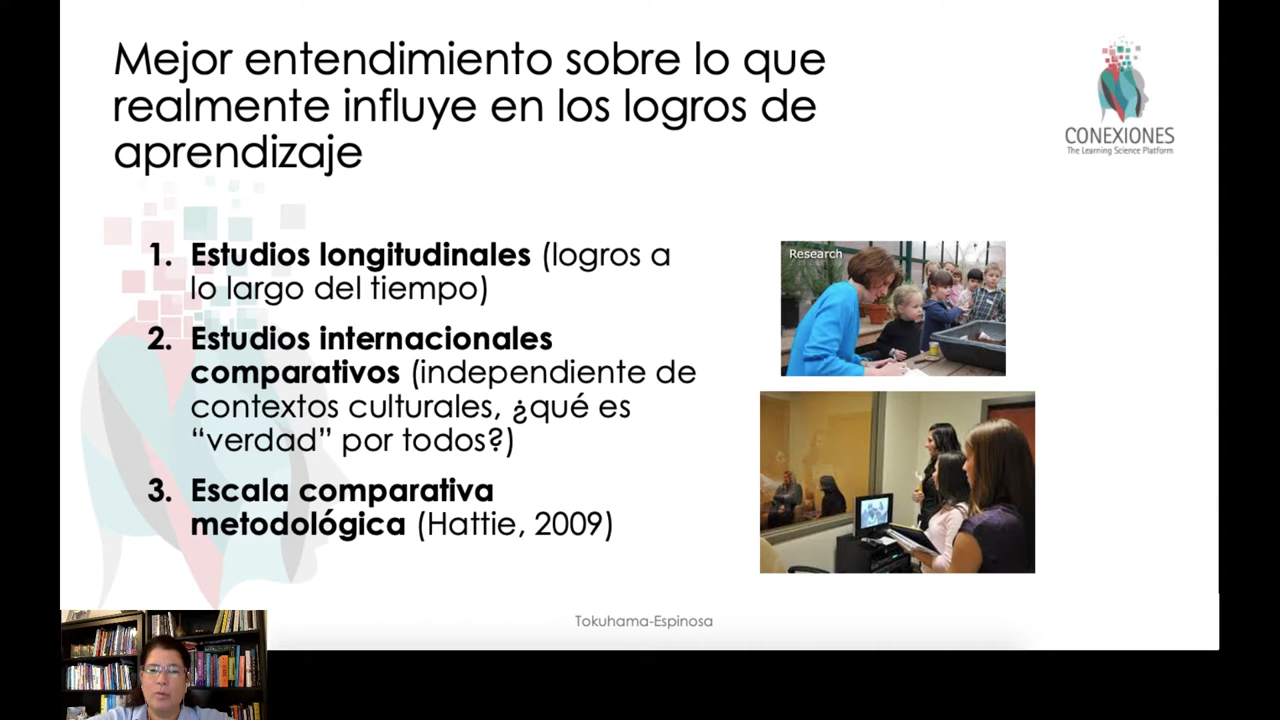 Mejor entendimiento sobre lo que
realmente influye en los logros de
aprendizaje
CONEXIONES
The Learning Science Platform
1. Estudios longitudinales (logros a
lo largo del tiempo)
2. Estudios internacionales
comparativos (independiente de
contextos culturales, ¿qué es
“verdad” por todos?)
3. Escala comparativa
metodológica (Hattie, 2009)
Research
Tokuhama-Espinosa